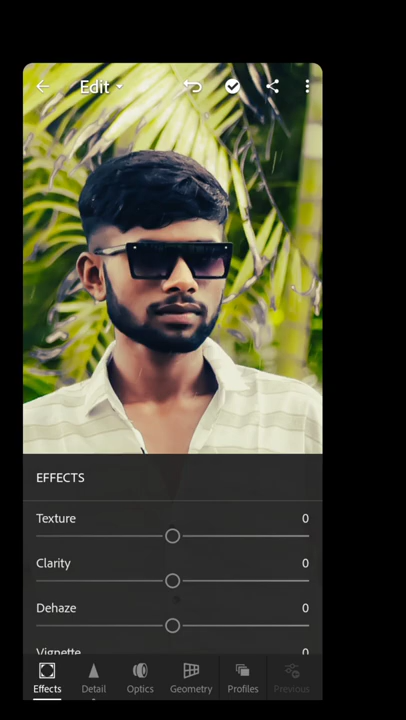 Edit
EFFECTS
Texture 0
Clarity 0
Dehaze 0
Vignette 0
Effects Detail Optics Geometry Profiles Previous